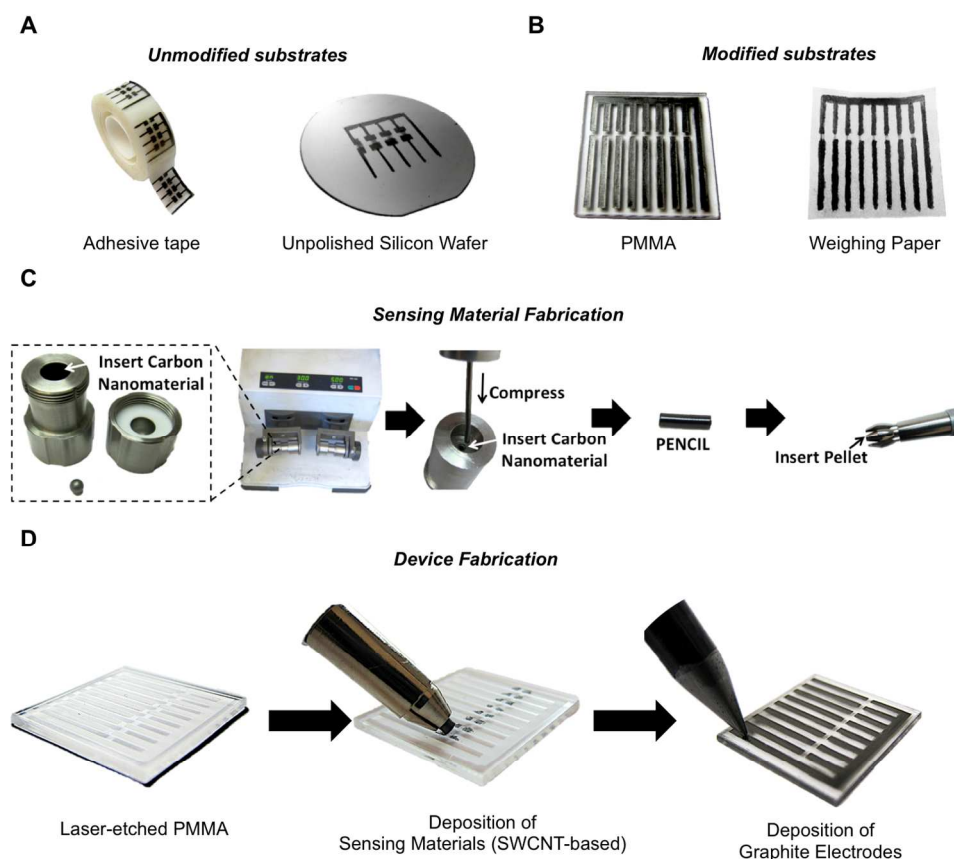 A
Unmodified substrates
Adhesive tape
Unpolished Silicon Wafer
B
Modified substrates
PMMA
Weighing Paper
C
Sensing Material Fabrication
Insert Carbon
Nanomaterial
Compress
Insert Carbon
Nanomaterial
PENCIL
Insert Pellet
D
Device Fabrication
Laser-etched PMMA
Deposition of
Sensing Materials (SWCNT-based)
Deposition of
Graphite Electrodes